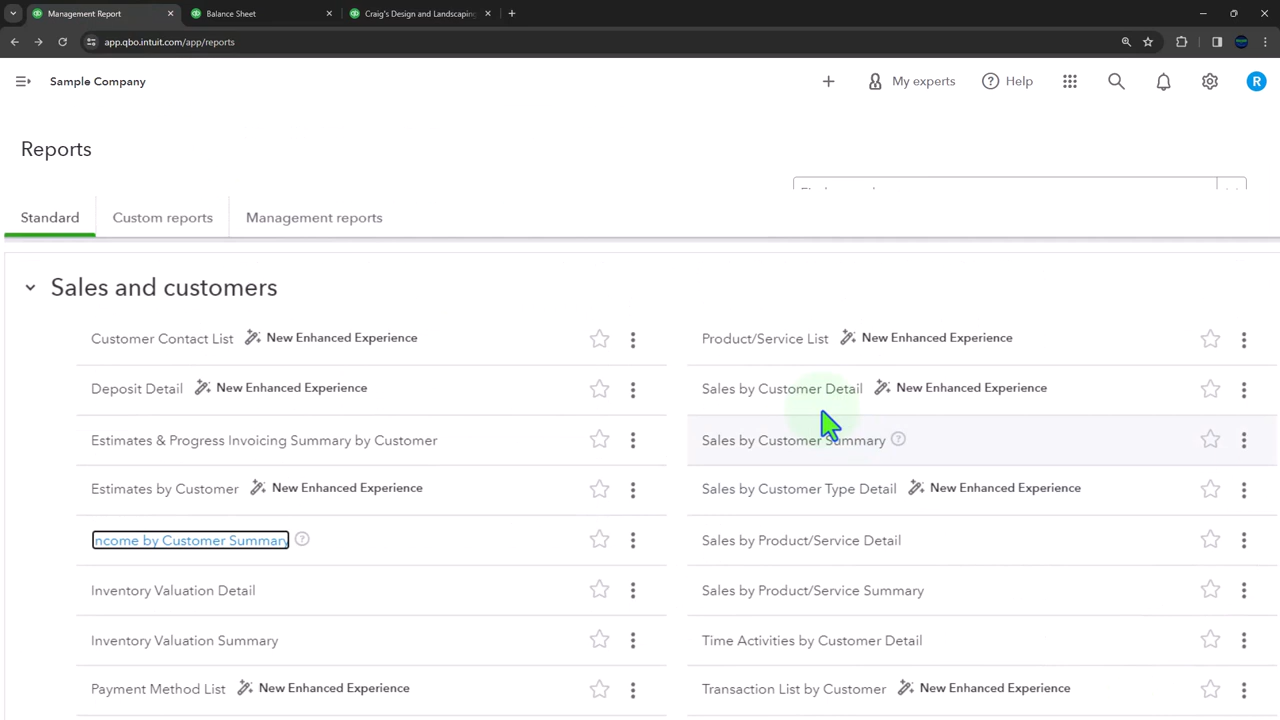 Management Report
Balance Sheet
Craig's Design and Landscaping
app.qbo.intuit.com/app/reports
Sample Company
My experts
Help
R
Reports
Standard
Custom reports
Management reports
Sales and customers
Customer Contact List New Enhanced Experience
Product/Service List New Enhanced Experience
Deposit Detail New Enhanced Experience
Sales by Customer Detail New Enhanced Experience
Estimates & Progress Invoicing Summary by Customer
Sales by Customer Summary
Estimates by Customer New Enhanced Experience
Sales by Customer Type Detail New Enhanced Experience
Income by Customer Summary
Sales by Product/Service Detail
Inventory Valuation Detail
Sales by Product/Service Summary
Inventory Valuation Summary
Time Activities by Customer Detail
Payment Method List New Enhanced Experience
Transaction List by Customer New Enhanced Experience